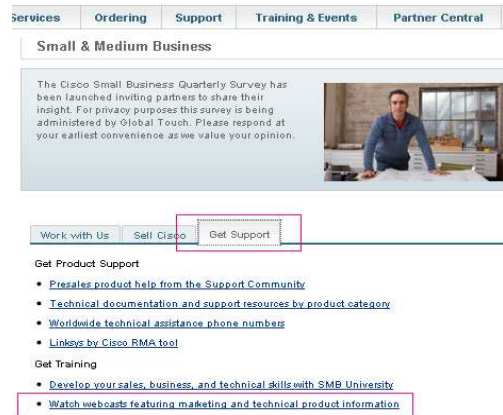 Services Ordering Support Training & Events Partner Central
Small & Medium Business
The Cisco Small Business Quarterly Survey has
been launched inviting partners to share their
insight. For privacy purposes this survey is being
administered by Global Touch. Please respond at
your earliest convenience as we value your opinion.
Work with Us Sell Cisco Get Support
Get Product Support
• Presales product help from the Support Community
• Technical documentation and support resources by product category
• Worldwide technical assistance phone numbers
• Linksys by Cisco RMA tool
Get Training
• Develop your sales, business, and technical skills with SMB University
• Watch webcasts featuring marketing and technical product information